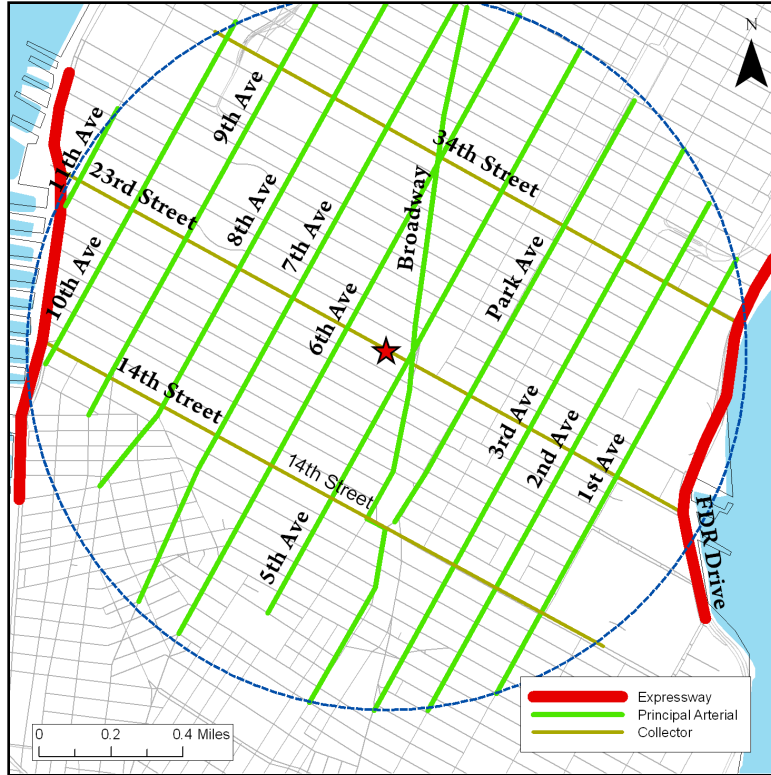 N
11th Ave
9th Ave
34th Street
23rd Street
8th Ave
7th Ave
Broadway
Park Ave
10th Ave
6th Ave
14th Street
3rd Ave
2nd Ave
1st Ave
14th Street
5th Ave
FDR Drive
Expressway
Principal Arterial
Collector
0 0.2 0.4 Miles